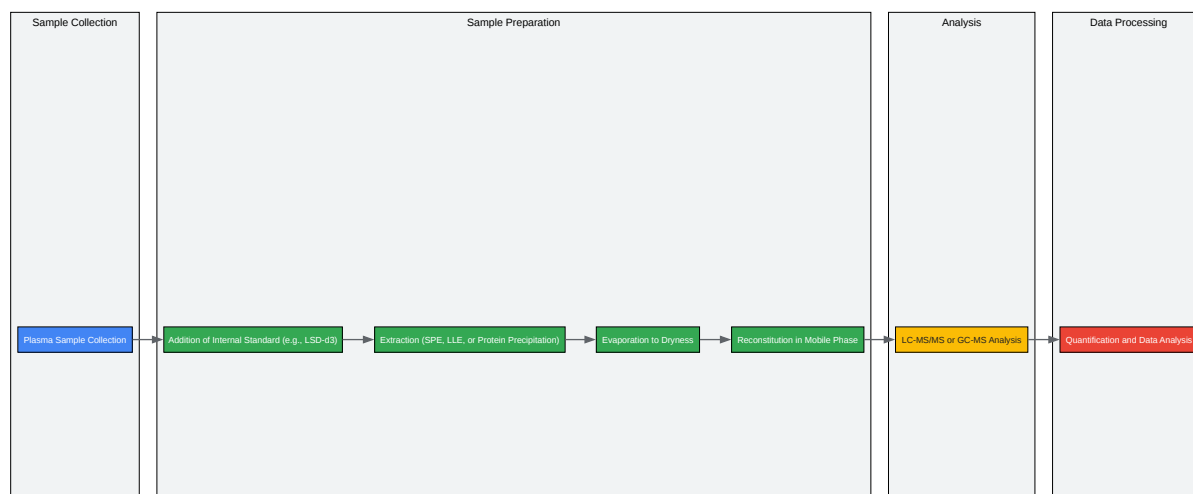 Sample Collection
Sample Preparation
Analysis
Data Processing
Plasma Sample Collection
Addition of Internal Standard (e.g., LSD-d3)
Extraction (SPE, LLE, or Protein Precipitation)
Evaporation to Dryness
Reconstitution in Mobile Phase
LC-MS/MS or GC-MS Analysis
Quantification and Data Analysis